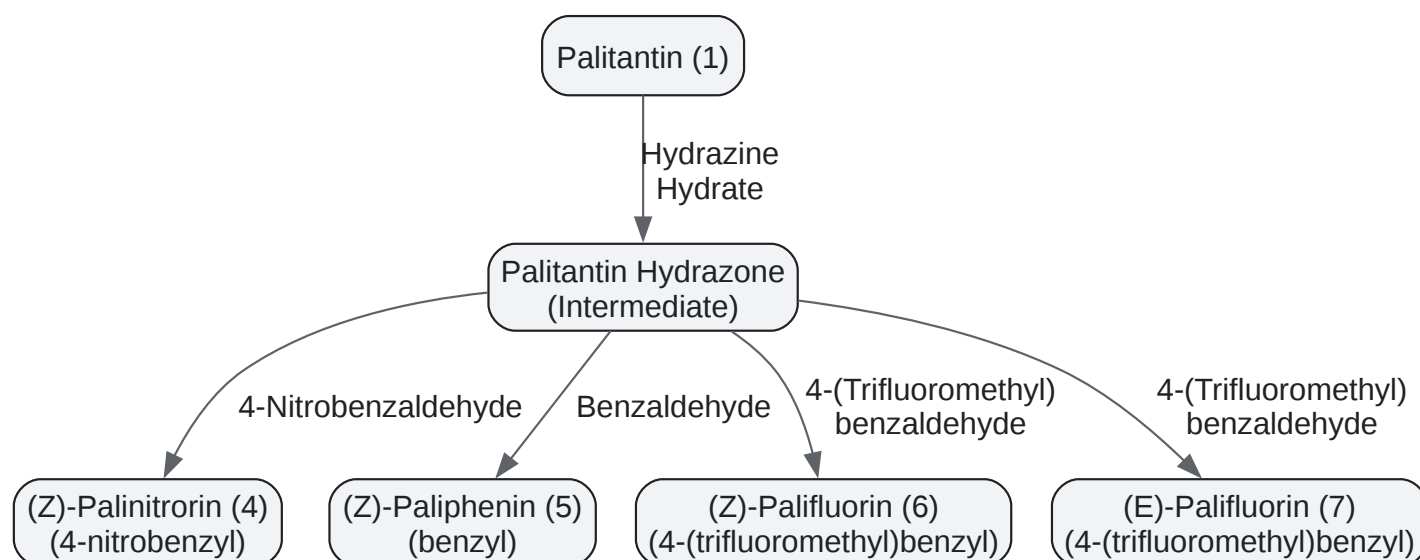 Palitantin (1)
Hydrazine
Hydrate
Palitantin Hydrazone
(Intermediate)
4-Nitrobenzaldehyde
Benzaldehyde
4-(Trifluoromethyl)
benzaldehyde
4-(Trifluoromethyl)
benzaldehyde
(Z)-Palinitrorin (4)
(4-nitrobenzyl)
(Z)-Paliphenin (5)
(benzyl)
(Z)-Palifluorin (6)
(4-(trifluoromethyl)benzyl)
(E)-Palifluorin (7)
(4-(trifluoromethyl)benzyl)